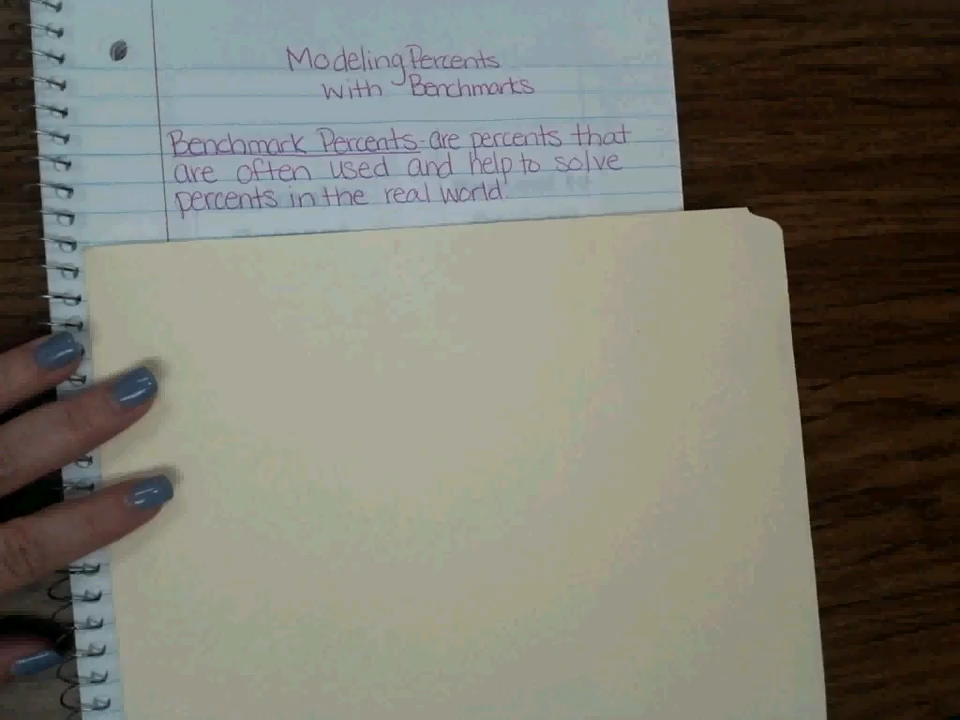 Modeling Percents
with Benchmarks
Benchmark Percents- are percents that
are often used and help to solve
percents in the real world.